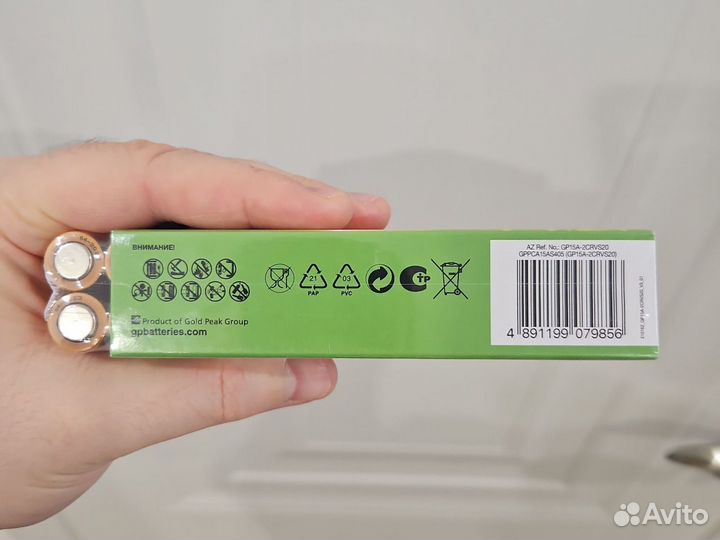 ВНИМАНИЕ!
21
PAP
03
PVC
Product of Gold Peak Group
gpbatteries.com
AZ Ref. No.: GP15A-2CRVS20
GPPCA15AS405 (GP15A-2CRVS20)
4 891199 079856
Avito